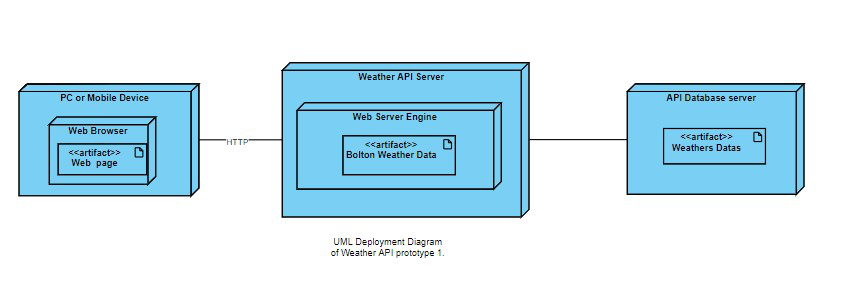 PC or Mobile Device
Web Browser
<<artifact>>
Web page
HTTP
Weather API Server
Web Server Engine
<<artifact>>
Bolton Weather Data
API Database server
<<artifact>>
Weathers Datas
UML Deployment Diagram
of Weather API prototype 1.